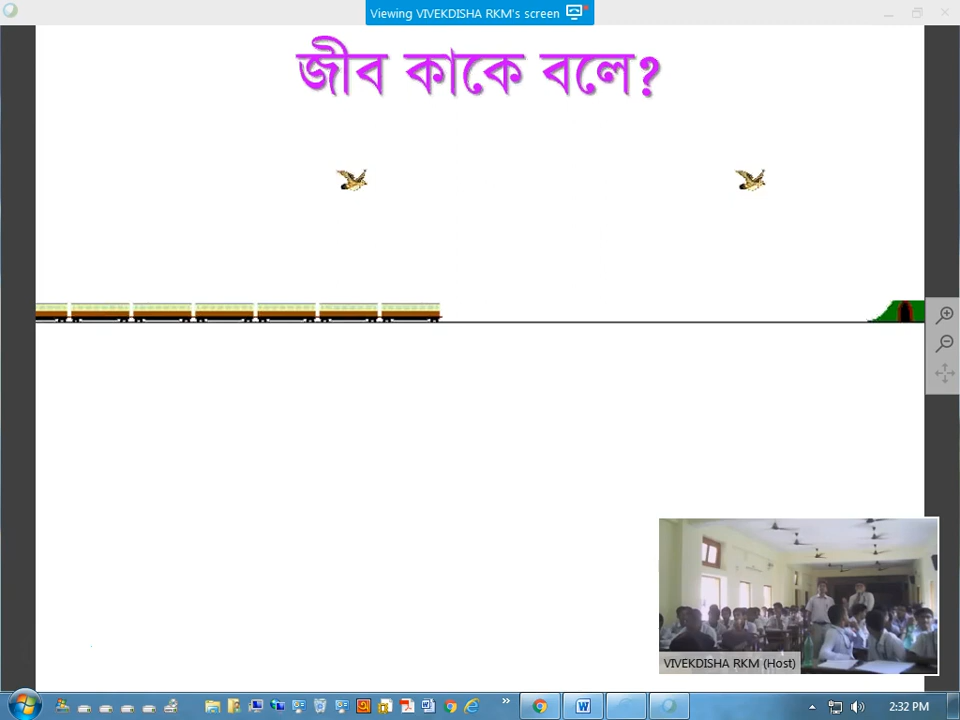 Viewing VIVEKDISHA RKM's screen
জীব কাকে বলে?
VIVEKDISHA RKM (Host)
2:32 PM